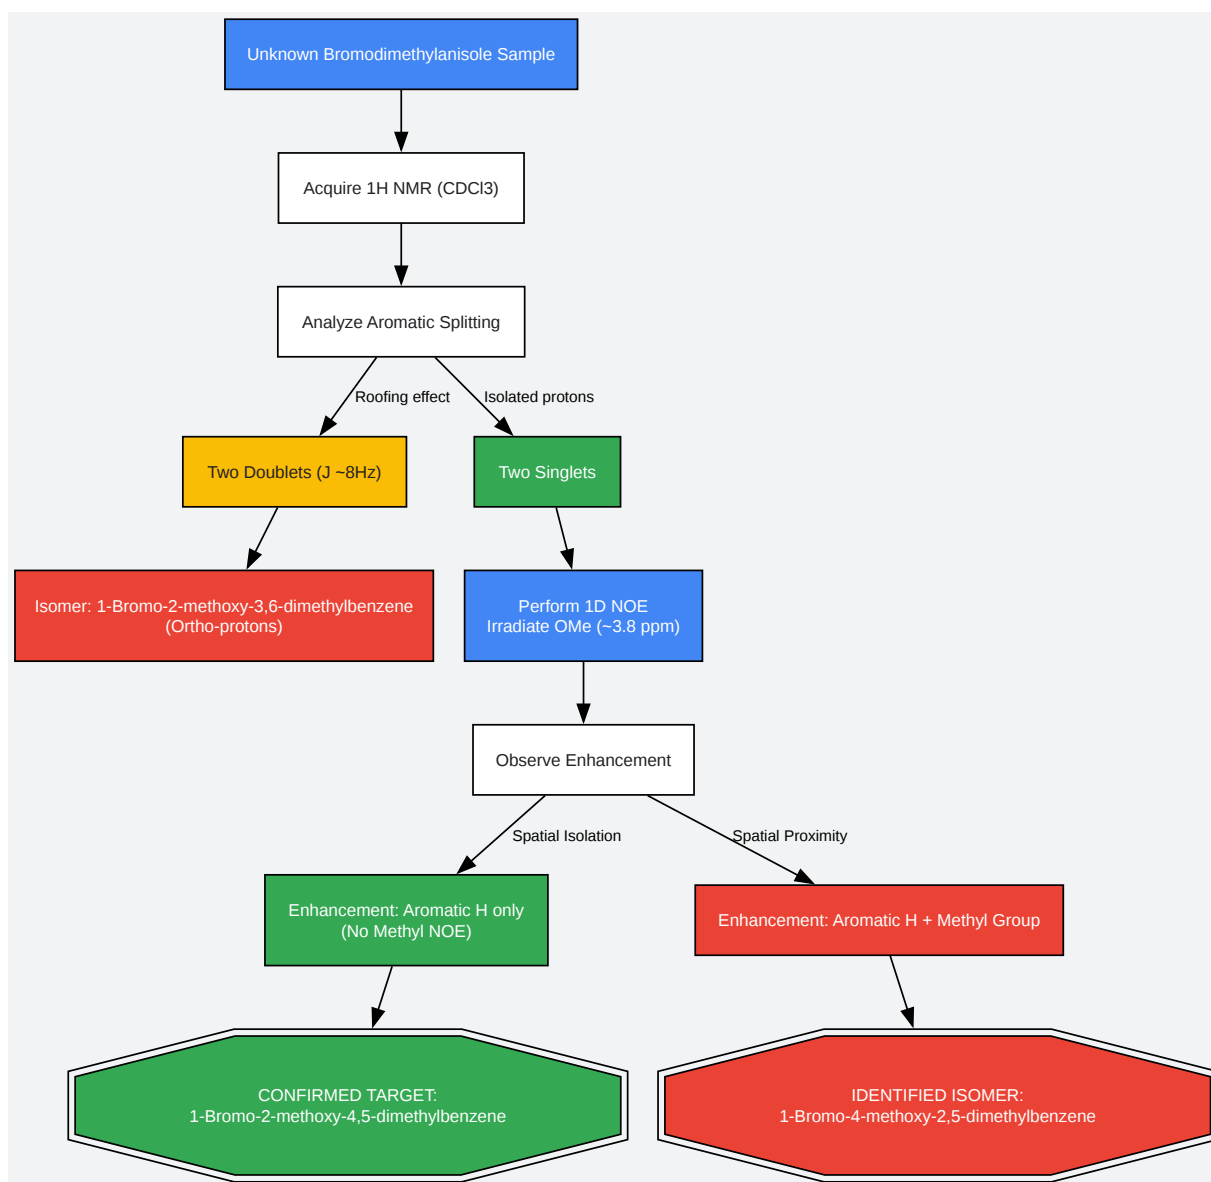 Unknown Bromodimethylanisole Sample
Acquire 1H NMR (CDCl3)
Analyze Aromatic Splitting
Roofing effect
Isolated protons
Two Doublets (J ~8Hz)
Two Singlets
Isomer: 1-Bromo-2-methoxy-3,6-dimethylbenzene
(Ortho-protons)
Perform 1D NOE
Irradiate OMe (~3.8 ppm)
Observe Enhancement
Spatial Isolation
Spatial Proximity
Enhancement: Aromatic H only
(No Methyl NOE)
Enhancement: Aromatic H + Methyl Group
CONFIRMED TARGET:
1-Bromo-2-methoxy-4,5-dimethylbenzene
IDENTIFIED ISOMER:
1-Bromo-4-methoxy-2,5-dimethylbenzene